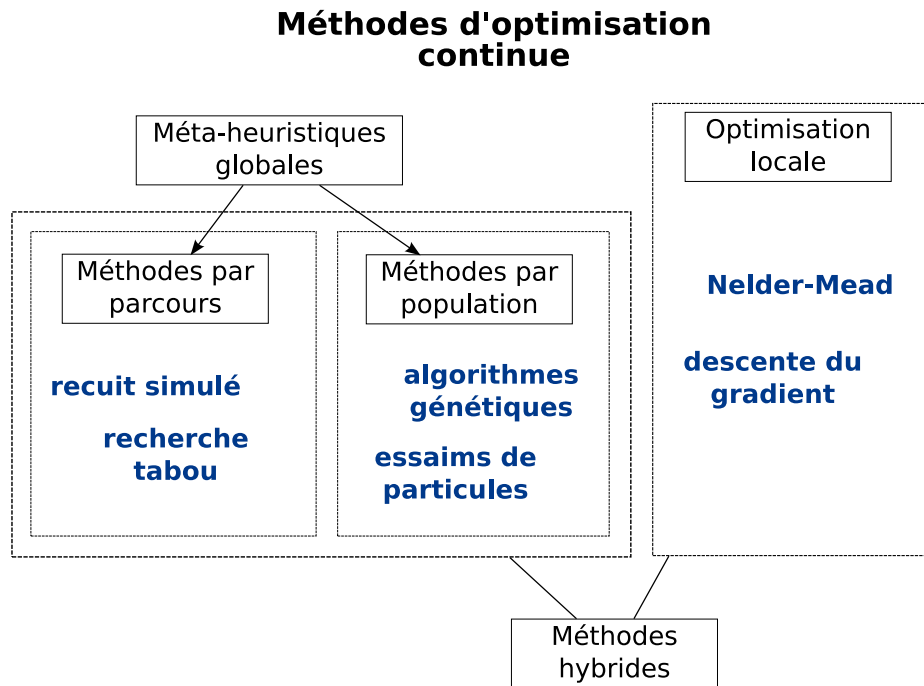 Méthodes d'optimisation
continue
Méta-heuristiques
globales
Optimisation
locale
Méthodes par
parcours
Méthodes par
population
Nelder-Mead
descente du
gradient
recuit simulé
recherche
tabou
algorithmes
génétiques
essaims de
particules
Méthodes
hybrides